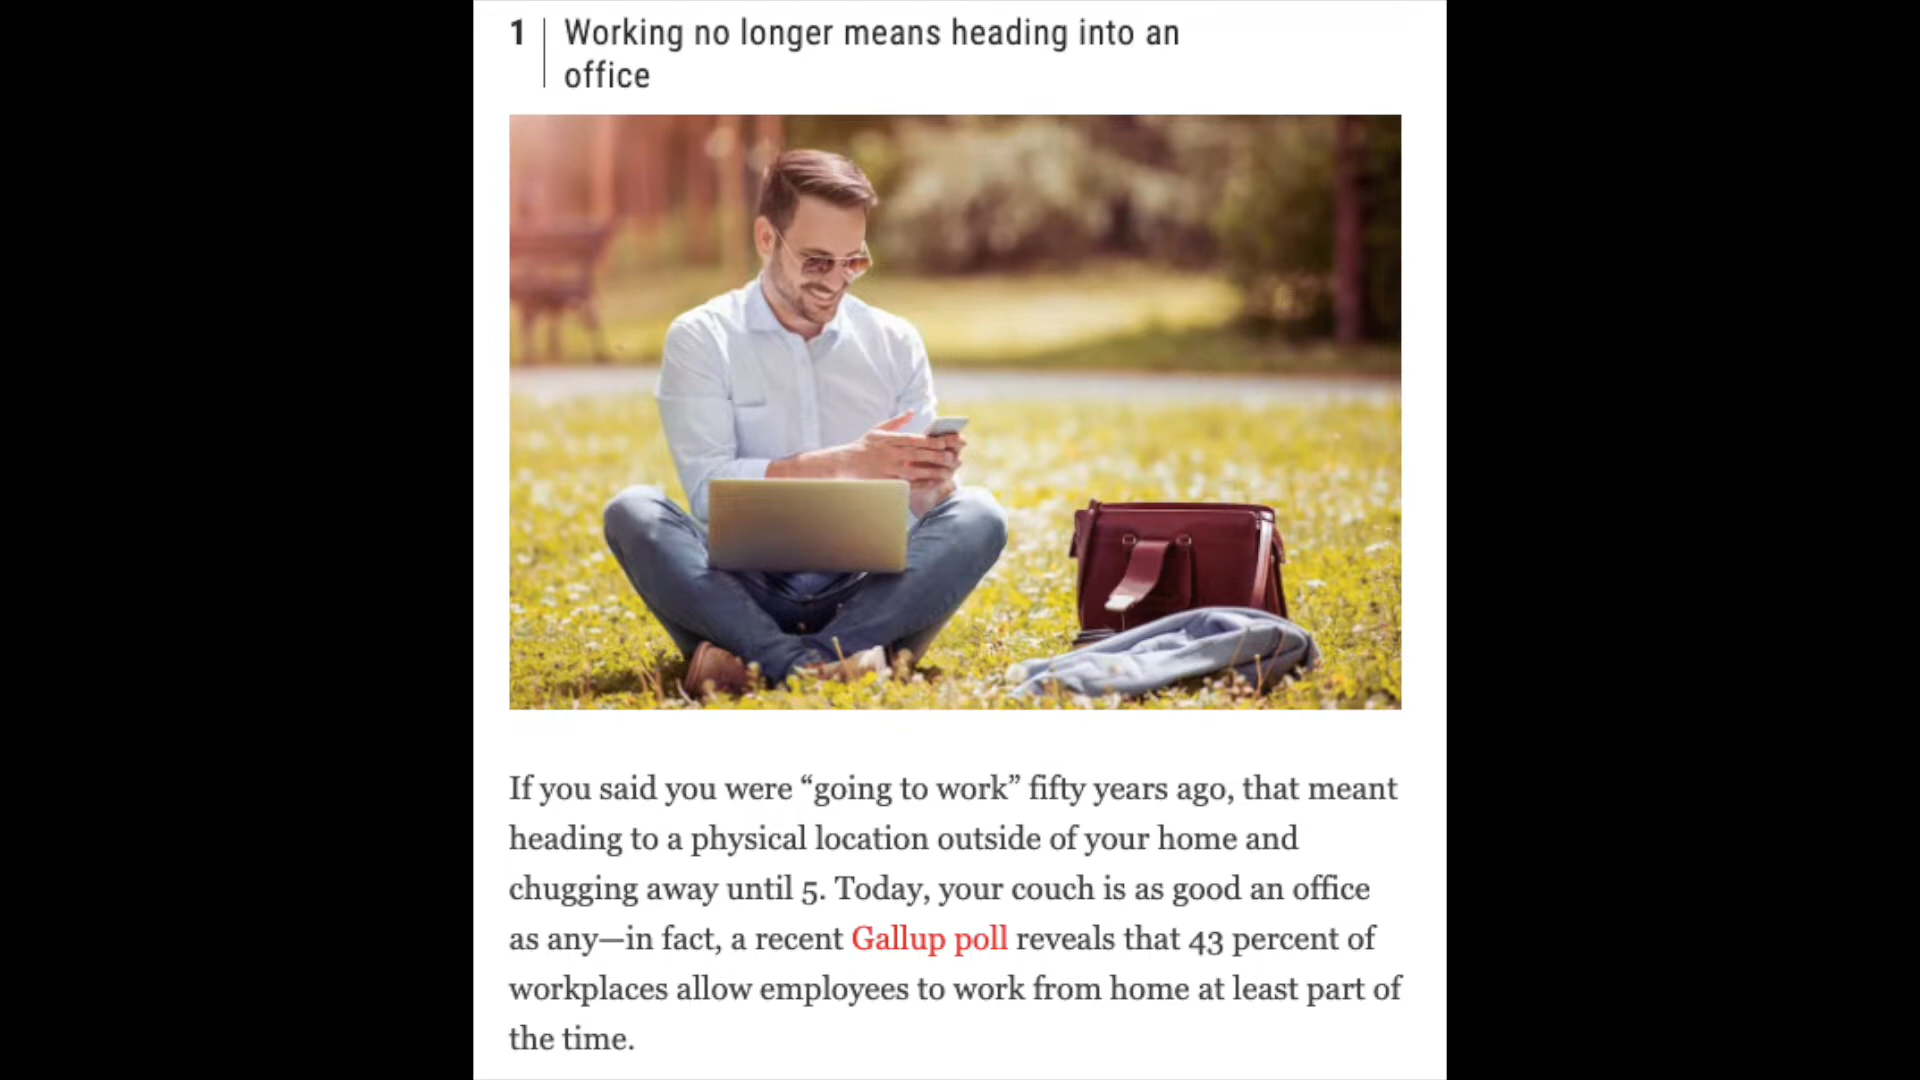 1
Working no longer means heading into an
office
If you said you were “going to work” fifty years ago, that meant
heading to a physical location outside of your home and
chugging away until 5. Today, your couch is as good an office
as any—in fact, a recent Gallup poll reveals that 43 percent of
workplaces allow employees to work from home at least part of
the time.